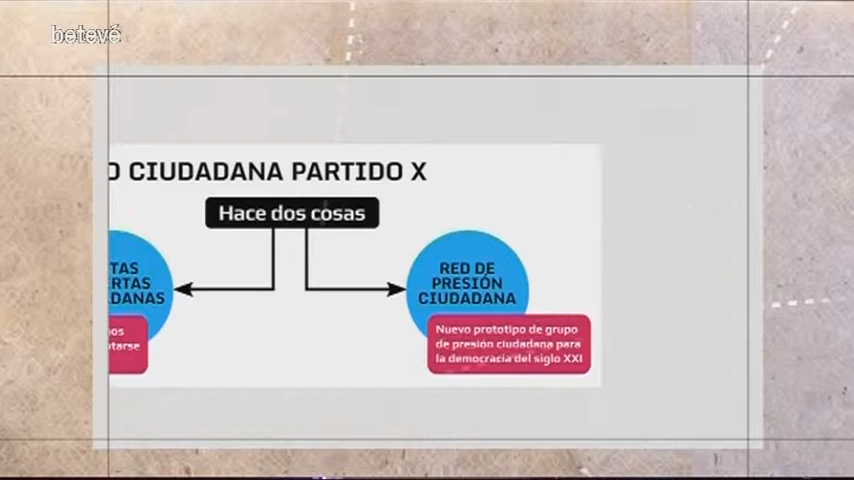 betevé
CIUDADANA PARTIDO X
Hace dos cosas
RED DE
PRESIÓN
CIUDADANA
Nuevo prototipo de grupo
de presión ciudadana para
la democracia del siglo XXI